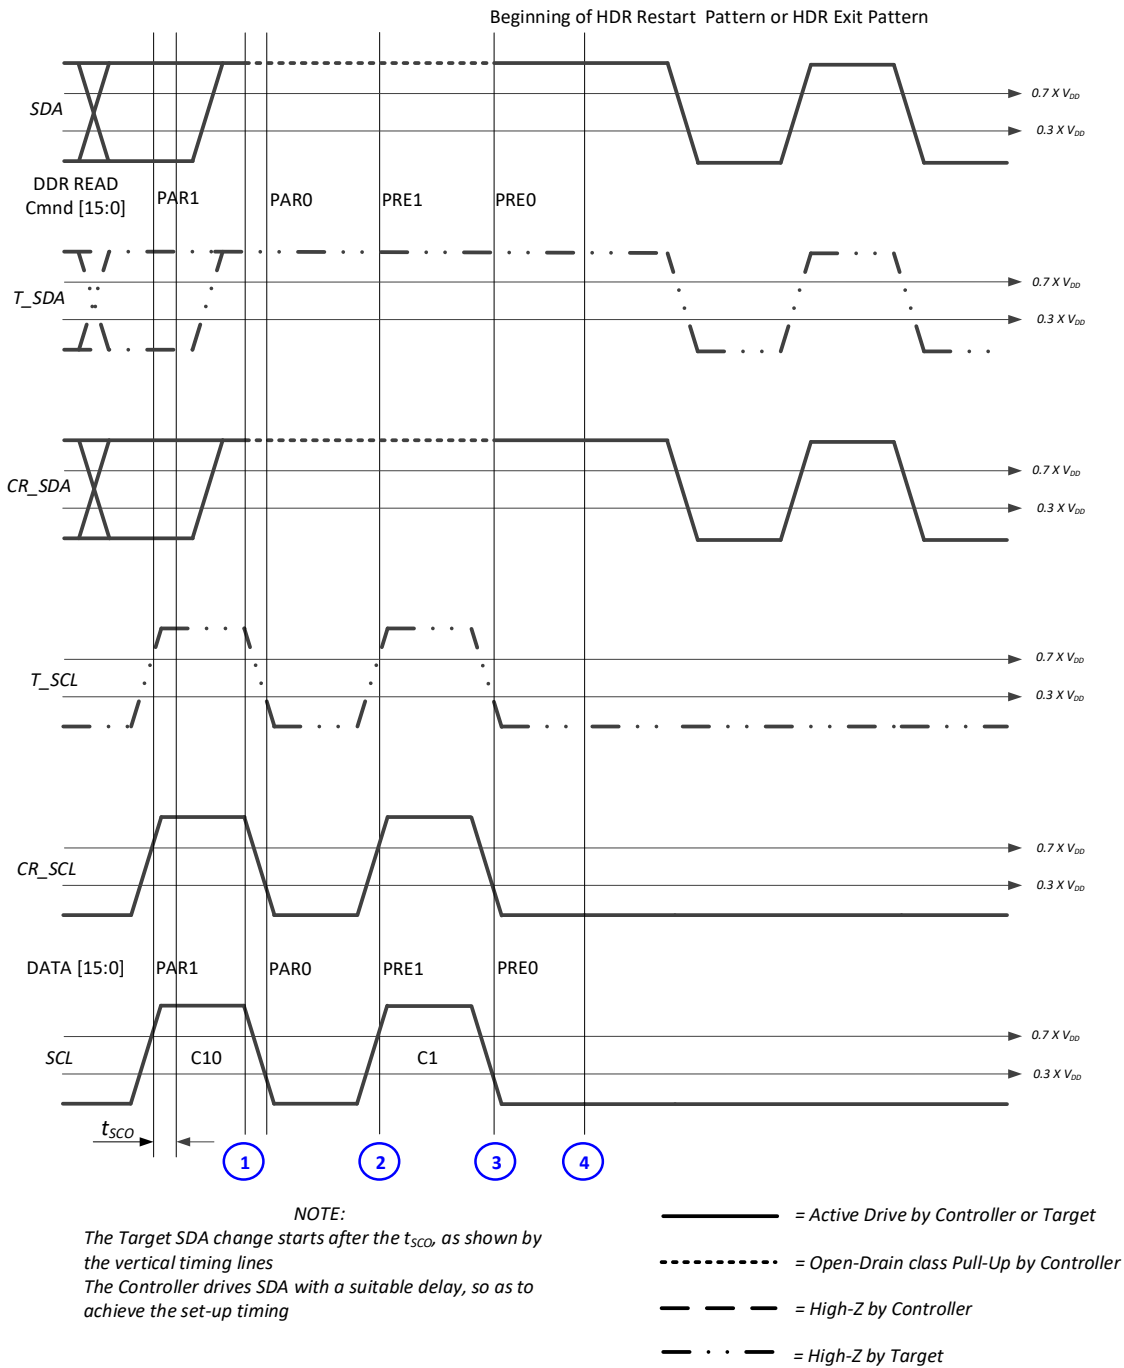 Beginning of HDR Restart Pattern or HDR Exit Pattern
SDA
0.7 X VDD
0.3 X VDD
DDR READ
Cmnd [15:0]
PAR1
PAR0
PRE1
PRE0
T_SDA
0.7 X VDD
0.3 X VDD
CR_SDA
0.7 X VDD
0.3 X VDD
T_SCL
0.7 X VDD
0.3 X VDD
CR_SCL
0.7 X VDD
0.3 X VDD
DATA [15:0]
PAR1
PAR0
PRE1
PRE0
SCL
C10
C1
0.7 X VDD
0.3 X VDD
tSCO
1
2
3
4
NOTE:
The Target SDA change starts after the tSCO, as shown by
the vertical timing lines
The Controller drives SDA with a suitable delay, so as to
achieve the set-up timing
= Active Drive by Controller or Target
= Open-Drain class Pull-Up by Controller
= High-Z by Controller
= High-Z by Target